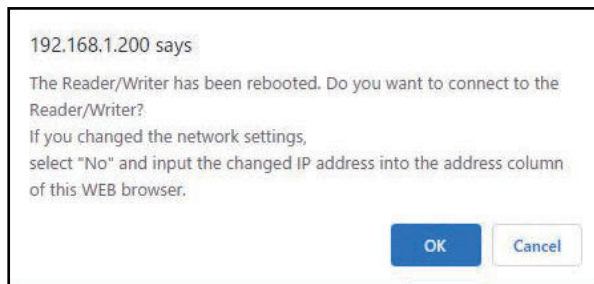 192.168.1.200 says
The Reader/Writer has been rebooted. Do you want to connect to the
Reader/Writer?
If you changed the network settings,
select "No" and input the changed IP address into the address column
of this WEB browser.
OK
Cancel